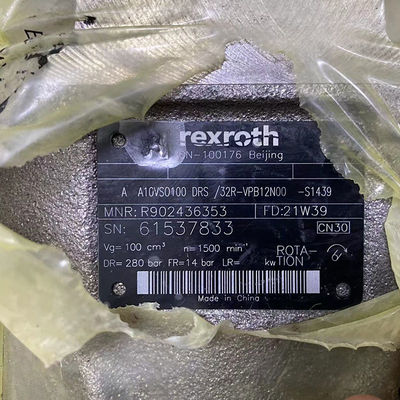 rexroth
CN-100176 Beijing
A A10VSO100 DRS /32R-VPB12N00 -S1439
MNR: R902436353 FD: 21W39
SN: 61537833 CN30
Vg= 100 cm³ n= 1500 min⁻¹ ROTA-
DR= 280 bar FR= 14 bar LR= kw TION
Made in China